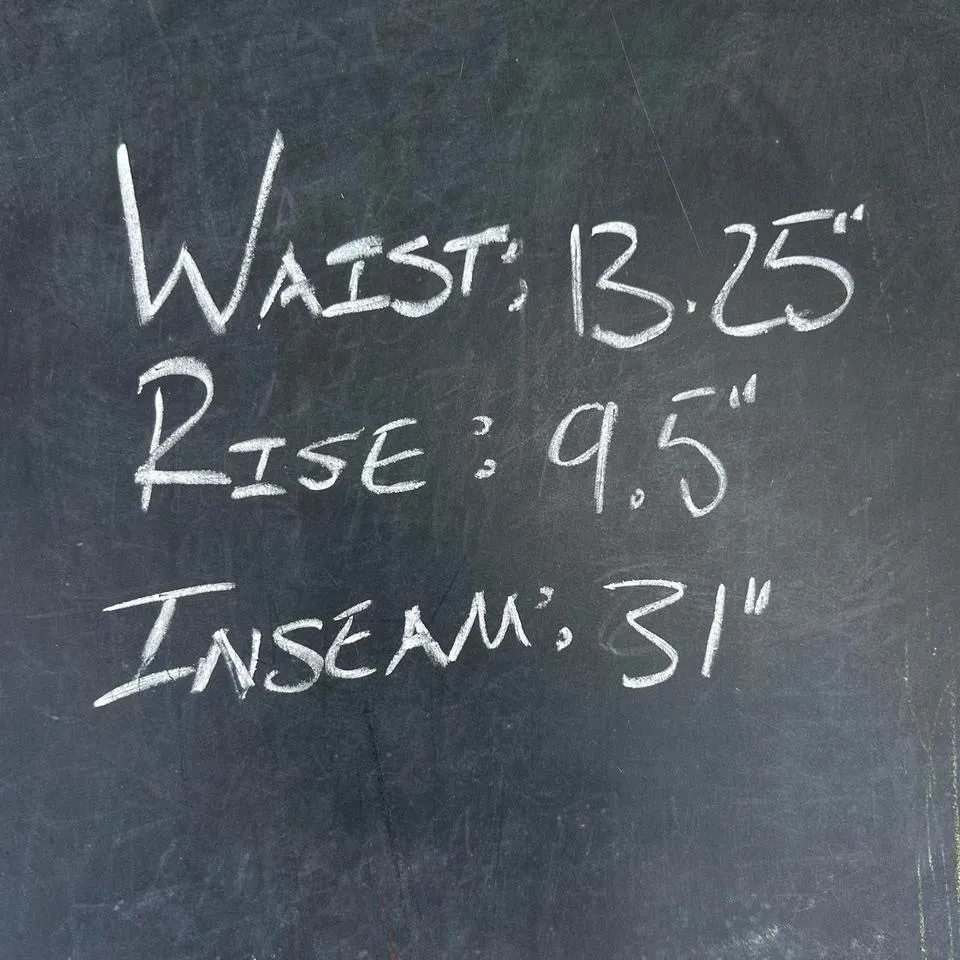 WAIST: 13.25"
RISE: 9.5"
INSEAM: 31"